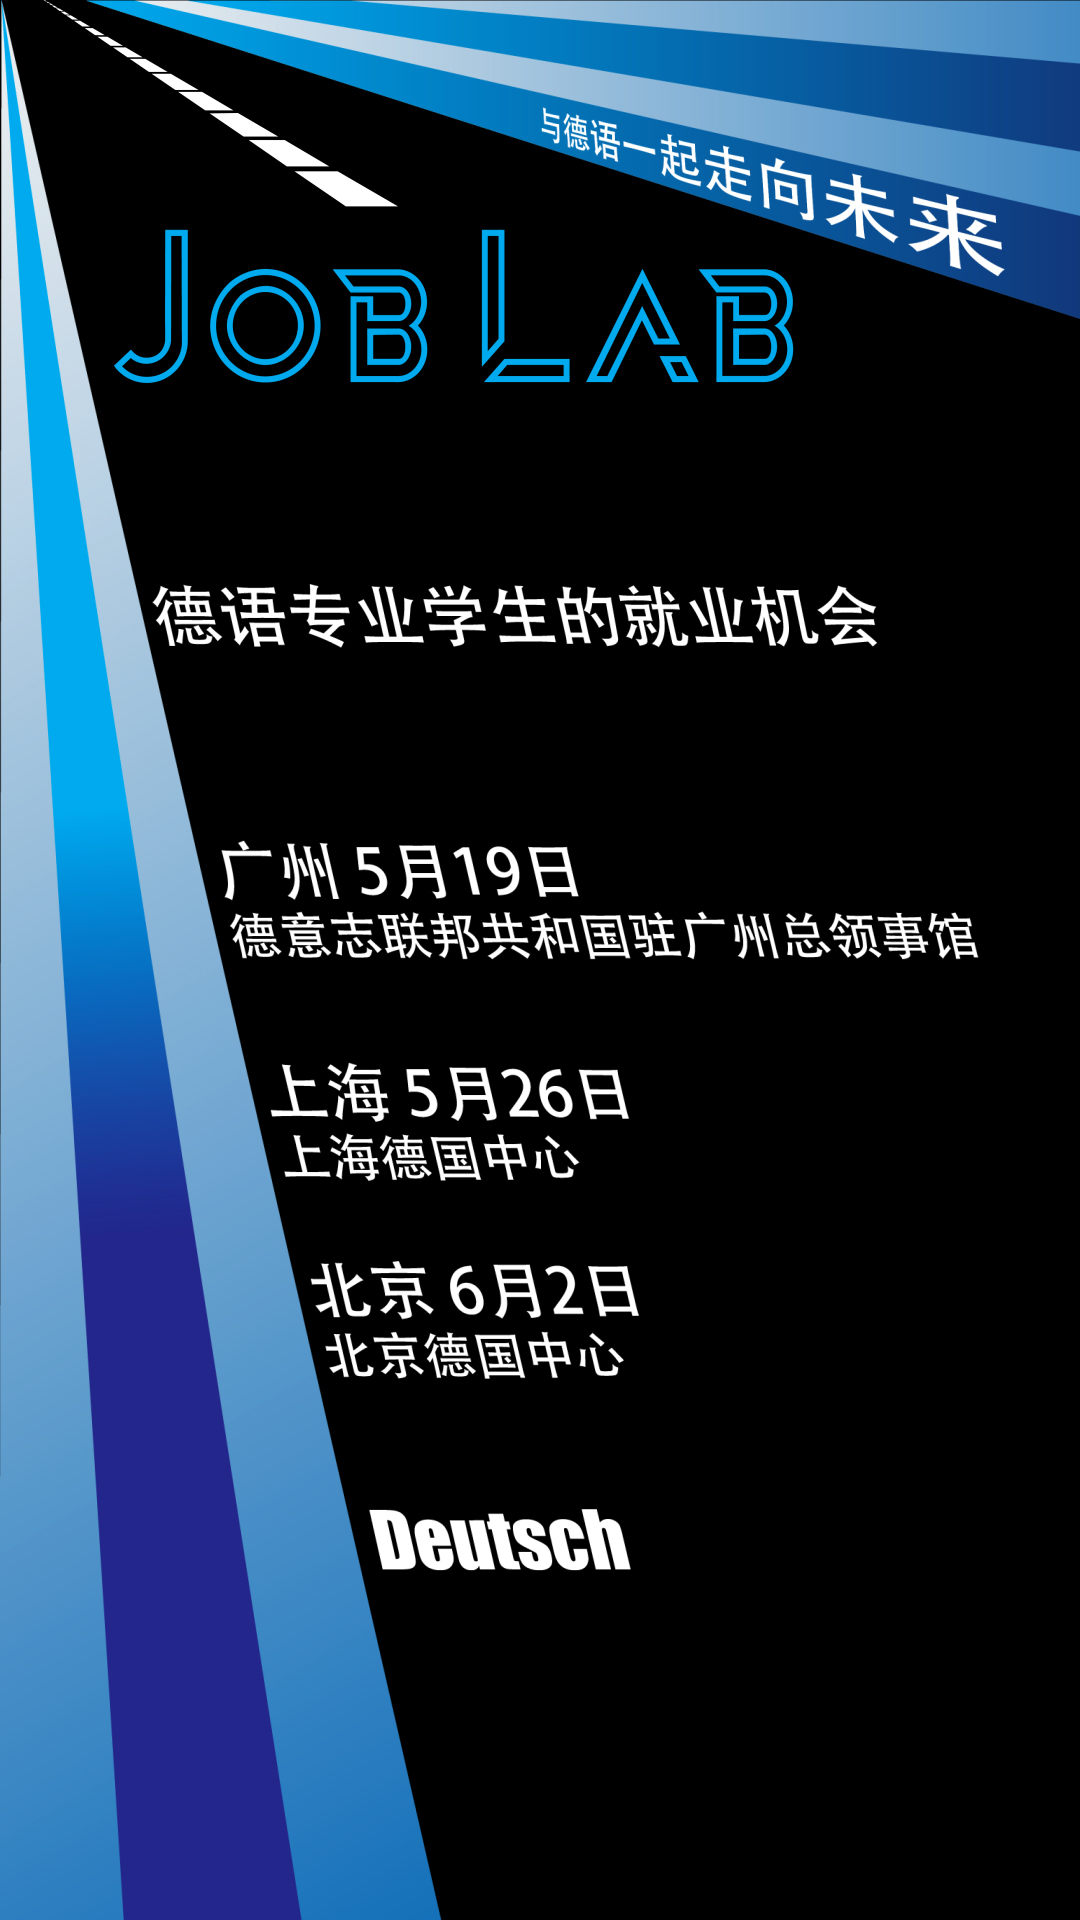 与德语一起走向未来
JOB LAB
德语专业学生的就业机会
广州 5月19日
德意志联邦共和国驻广州总领事馆
上海 5月26日
上海德国中心
北京 6月2日
北京德国中心
Deutsch